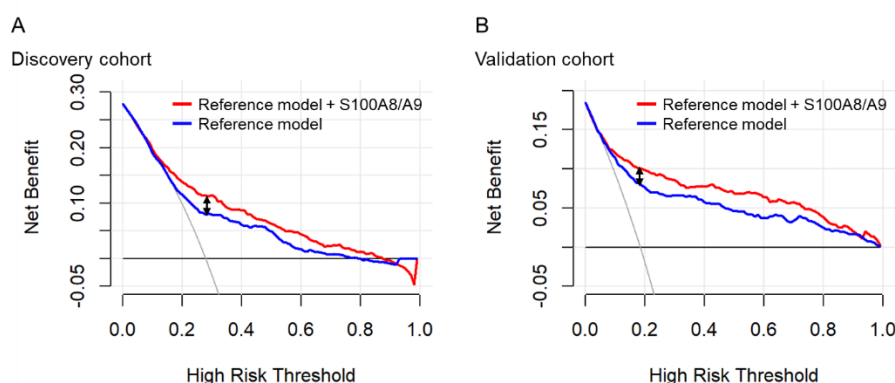 A
Discovery cohort
Net Benefit
0.30
0.20
0.10
-0.05
Reference model + S100A8/A9
Reference model
0.0 0.2 0.4 0.6 0.8 1.0
High Risk Threshold
B
Validation cohort
Net Benefit
0.15
0.05
-0.05
Reference model + S100A8/A9
Reference model
0.0 0.2 0.4 0.6 0.8 1.0
High Risk Threshold